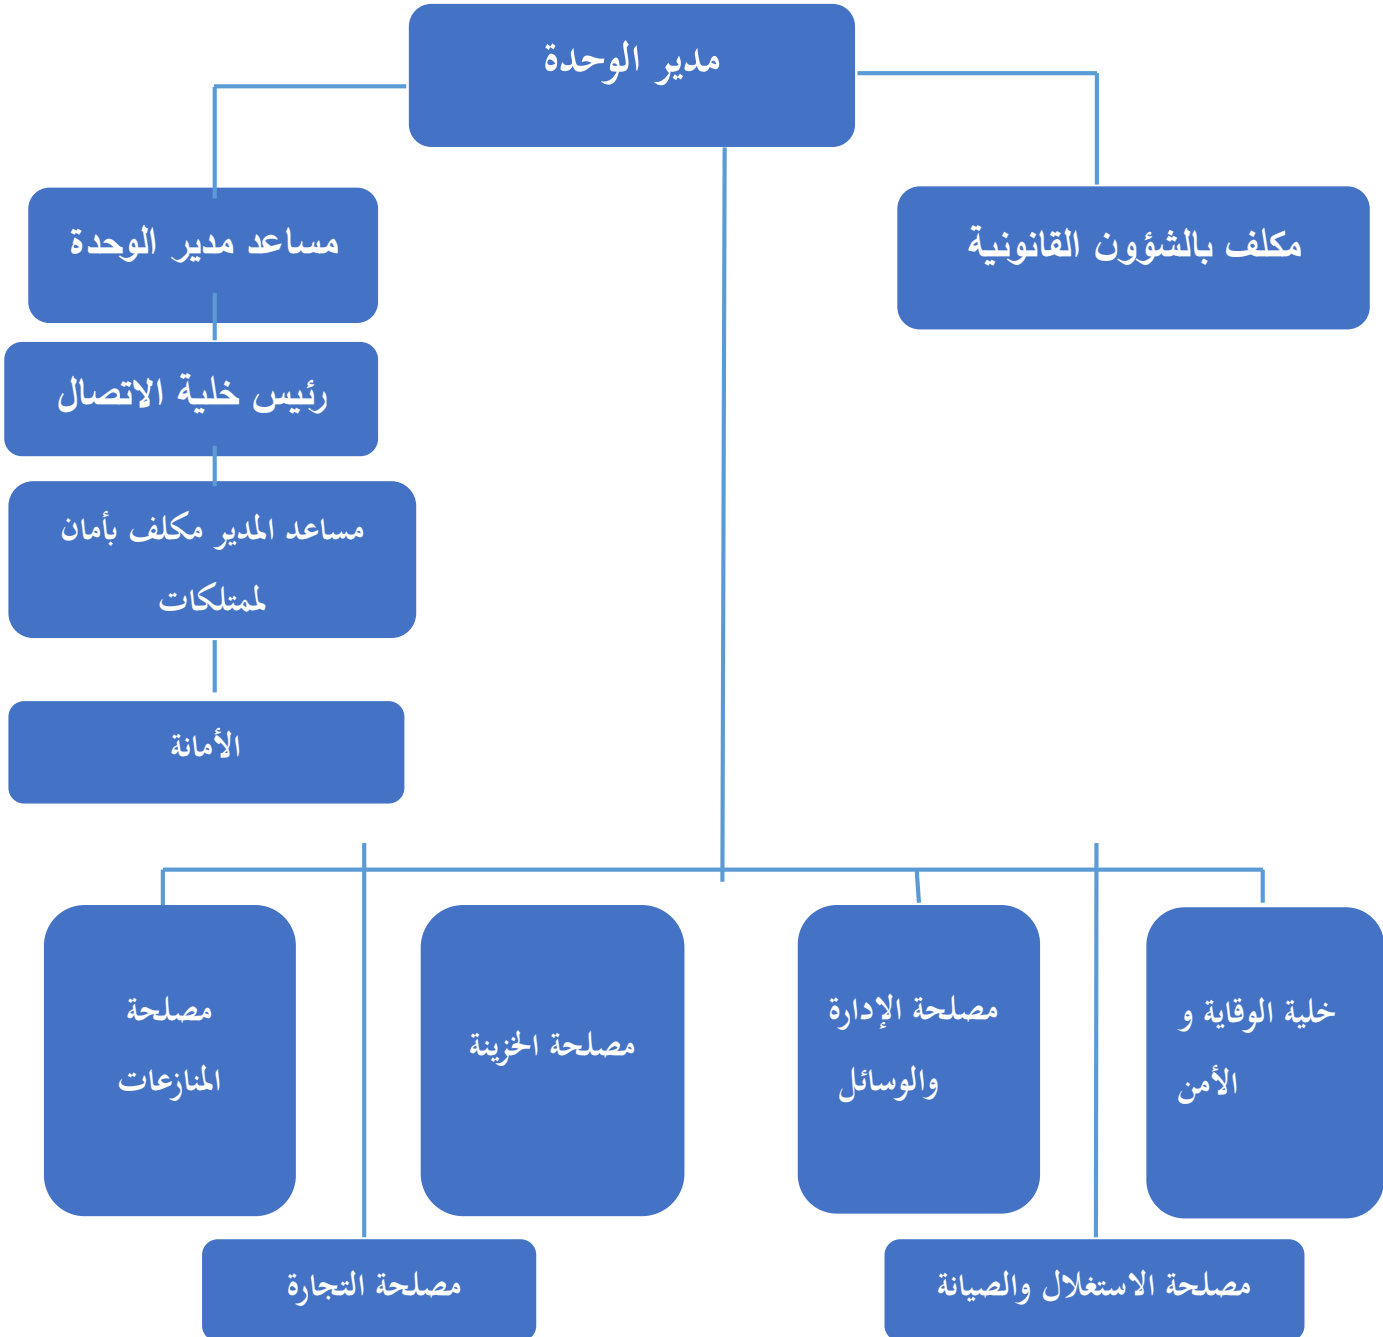 مدير الوحدة
مكلف بالشؤون القانونية
مساعد مدير الوحدة
رئيس خلية الاتصال
مساعد المدير مكلف بأمان
لممتلكات
الأمانة
خلية الوقاية و
الأمن
مصلحة الإدارة
والوسائل
مصلحة الخزينة
مصلحة
المنازعات
مصلحة الاستغلال والصيانة
مصلحة التجارة